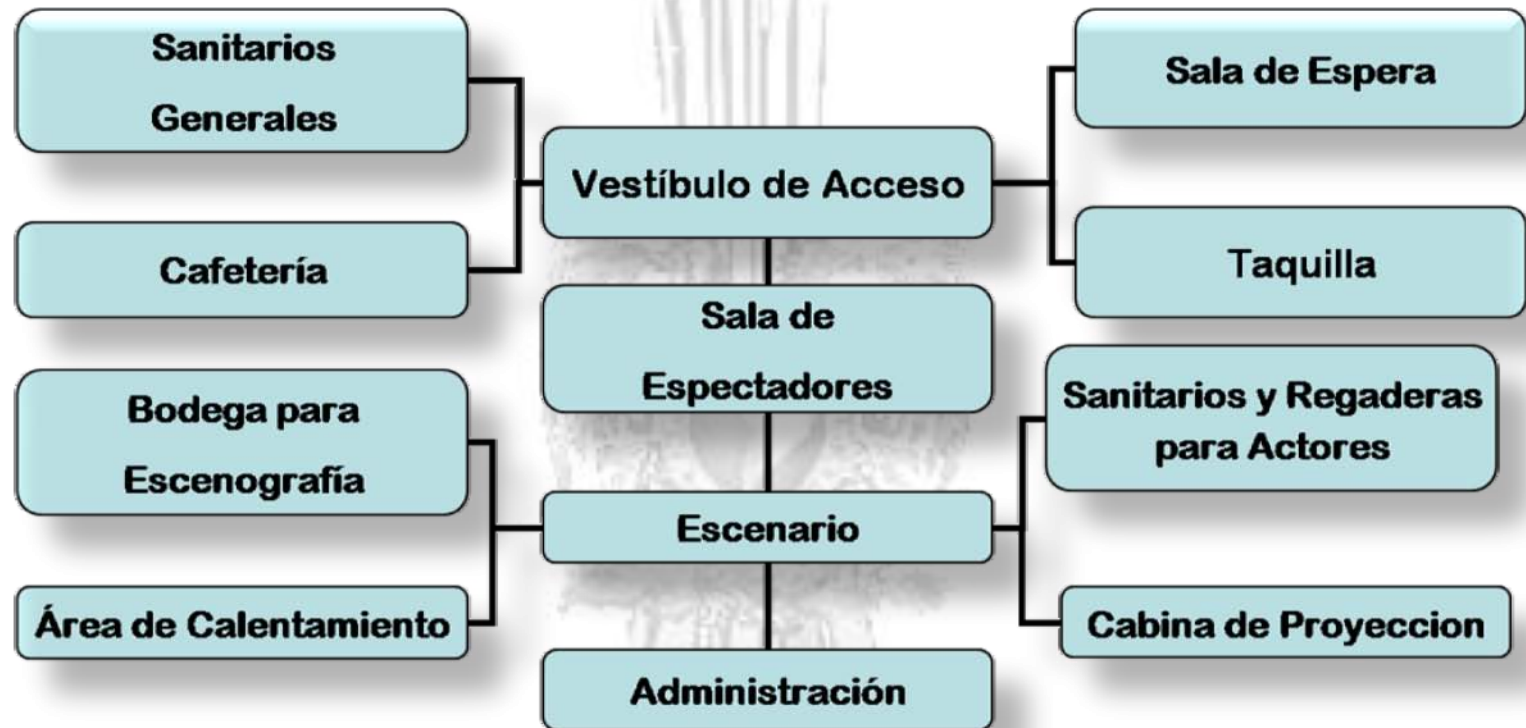 Sanitarios
Generales
Sala de Espera
Vestíbulo de Acceso
Cafetería
Taquilla
Sala de
Espectadores
Bodega para
Escenografía
Sanitarios y Regaderas
para Actores
Escenario
Área de Calentamiento
Cabina de Proyeccion
Administración